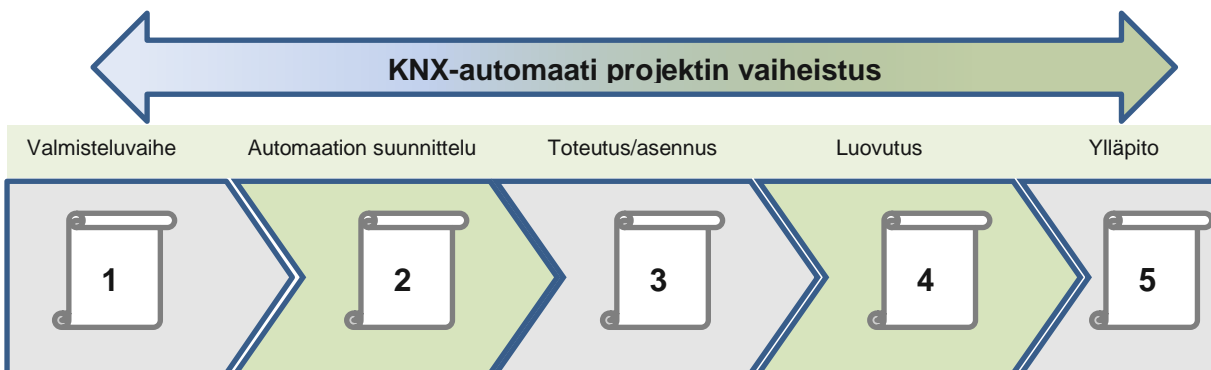 KNX-automaati projektin vaiheistus
Valmisteluvaihe Automaation suunnittelu Toteutus/asennus Luovutus Ylläpito
1 2 3 4 5